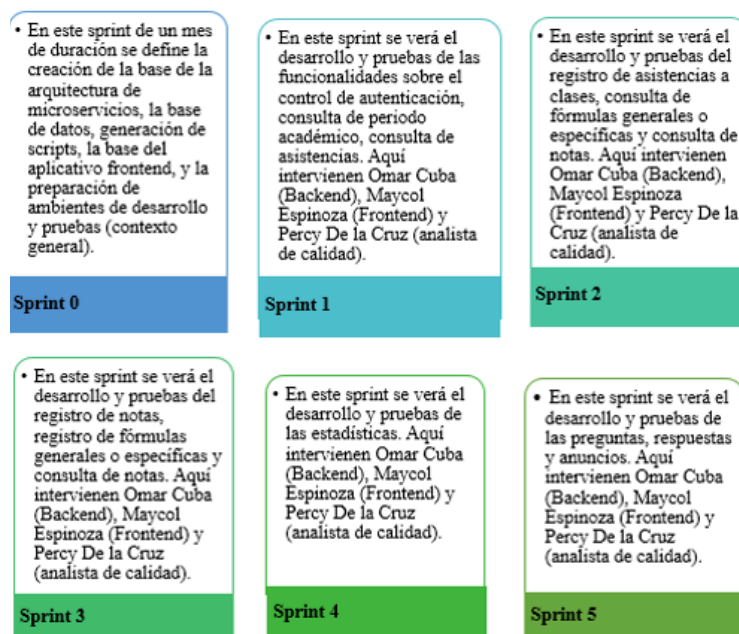 • En este sprint de un mes
de duración se define la
creación de la base de la
arquitectura de
microservicios, la base
de datos, generación de
scripts, la base del
aplicativo frontend, y la
preparación de
ambientes de desarrollo
y pruebas (contexto
general).
Sprint 0
• En este sprint se verá el
desarrollo y pruebas de las
funcionalidades sobre el
control de autenticación,
consulta de periodo
académico, consulta de
asistencias. Aquí
intervienen Omar Cuba
(Backend), Maycol
Espinoza (Frontend) y
Percy De la Cruz (analista
de calidad).
Sprint 1
• En este sprint se verá el
desarrollo y pruebas del
registro de asistencias a
clases, consulta de
fórmulas generales o
específicas y consulta de
notas. Aquí intervienen
Omar Cuba (Backend),
Maycol Espinoza
(Frontend) y Percy De la
Cruz (analista de
calidad).
Sprint 2
• En este sprint se verá el
desarrollo y pruebas del
registro de notas,
registro de fórmulas
generales o específicas y
consulta de notas. Aquí
intervienen Omar Cuba
(Backend), Maycol
Espinoza (Frontend) y
Percy De la Cruz
(analista de calidad).
Sprint 3
• En este sprint se verá el
desarrollo y pruebas de
las estadísticas. Aquí
intervienen Omar Cuba
(Backend), Maycol
Espinoza (Frontend) y
Percy De la Cruz
(analista de calidad).
Sprint 4
• En este sprint se verá el
desarrollo y pruebas de
las preguntas, respuestas
y anuncios. Aquí
intervienen Omar Cuba
(Backend), Maycol
Espinoza (Frontend) y
Percy De la Cruz
(analista de calidad).
Sprint 5